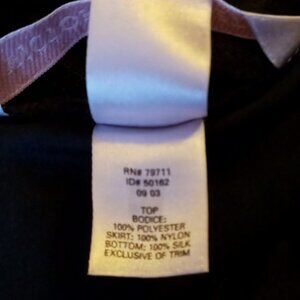 RN# 79711
ID# 50162
09 03
TOP
BODICE:
100% POLYESTER
SKIRT: 100% NYLON
BOTTOM: 100% SILK
EXCLUSIVE OF TRIM